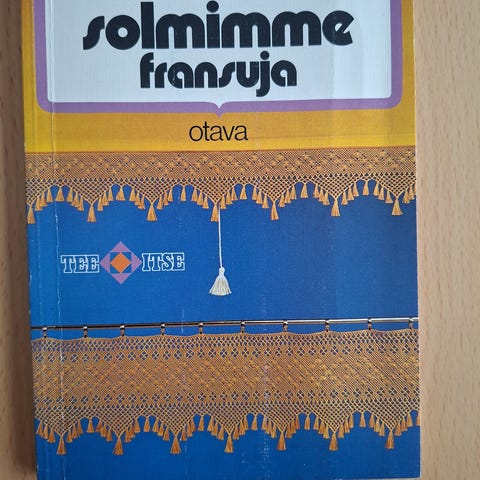 solmimme
fransuja
otava
TEE ITSE